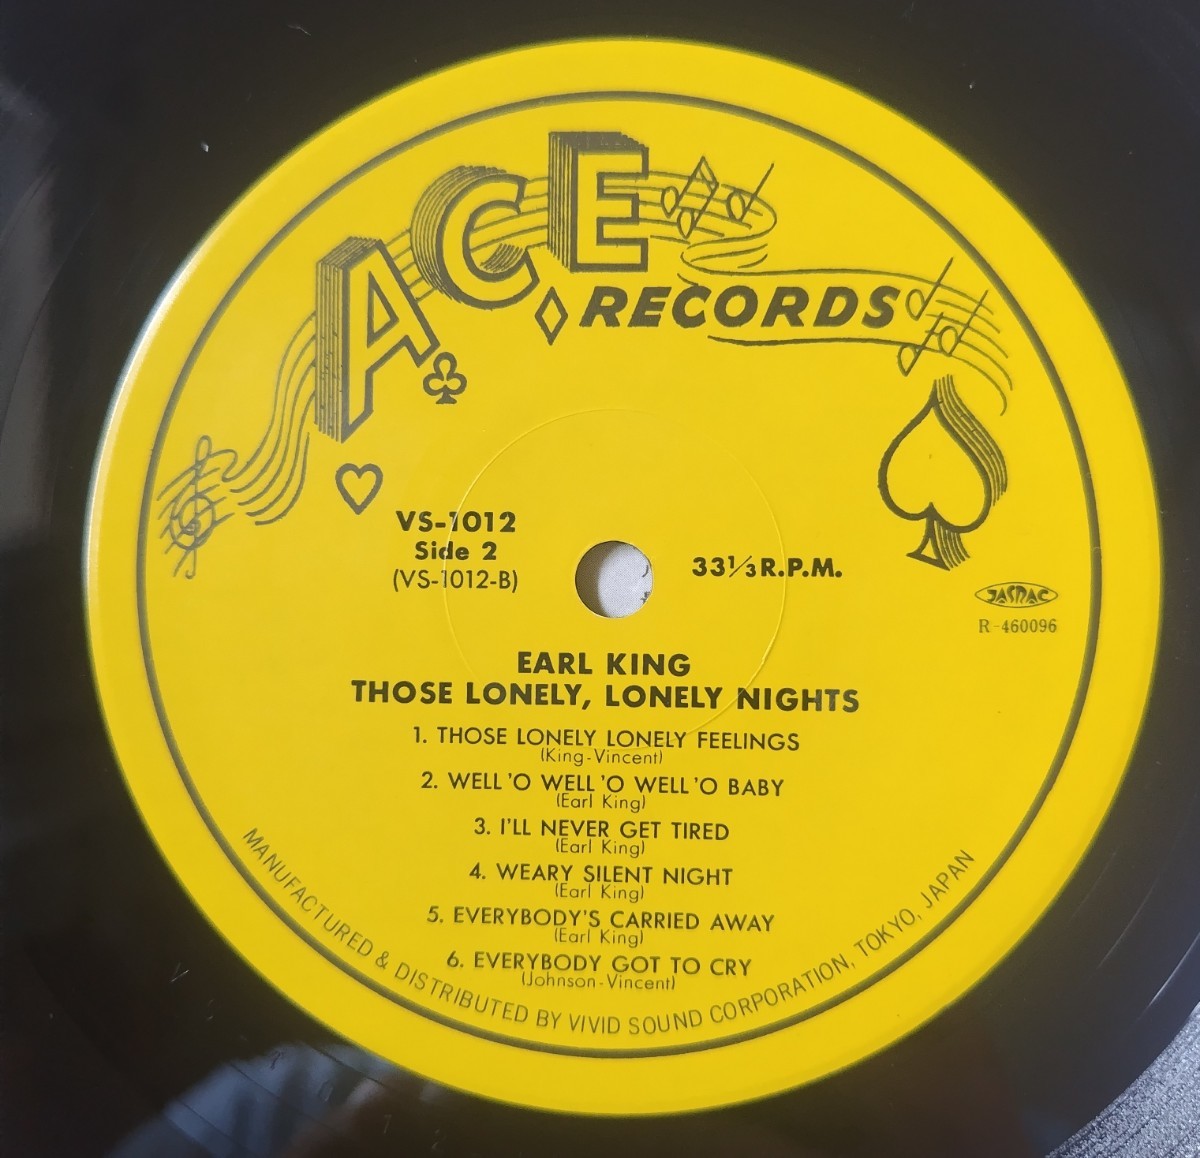 ACE
RECORDS
VS-1012
Side 2
(VS-1012-B)
33⅓ R.P.M.
JASRAC
R-460096
EARL KING
THOSE LONELY, LONELY NIGHTS
1. THOSE LONELY LONELY FEELINGS
(King-Vincent)
2. WELL 'O WELL 'O WELL 'O BABY
(Earl King)
3. I'LL NEVER GET TIRED
(Earl King)
4. WEARY SILENT NIGHT
(Earl King)
5. EVERYBODY'S CARRIED AWAY
(Earl King)
6. EVERYBODY GOT TO CRY
(Johnson-Vincent)
MANUFACTURED & DISTRIBUTED BY VIVID SOUND CORPORATION, TOKYO, JAPAN